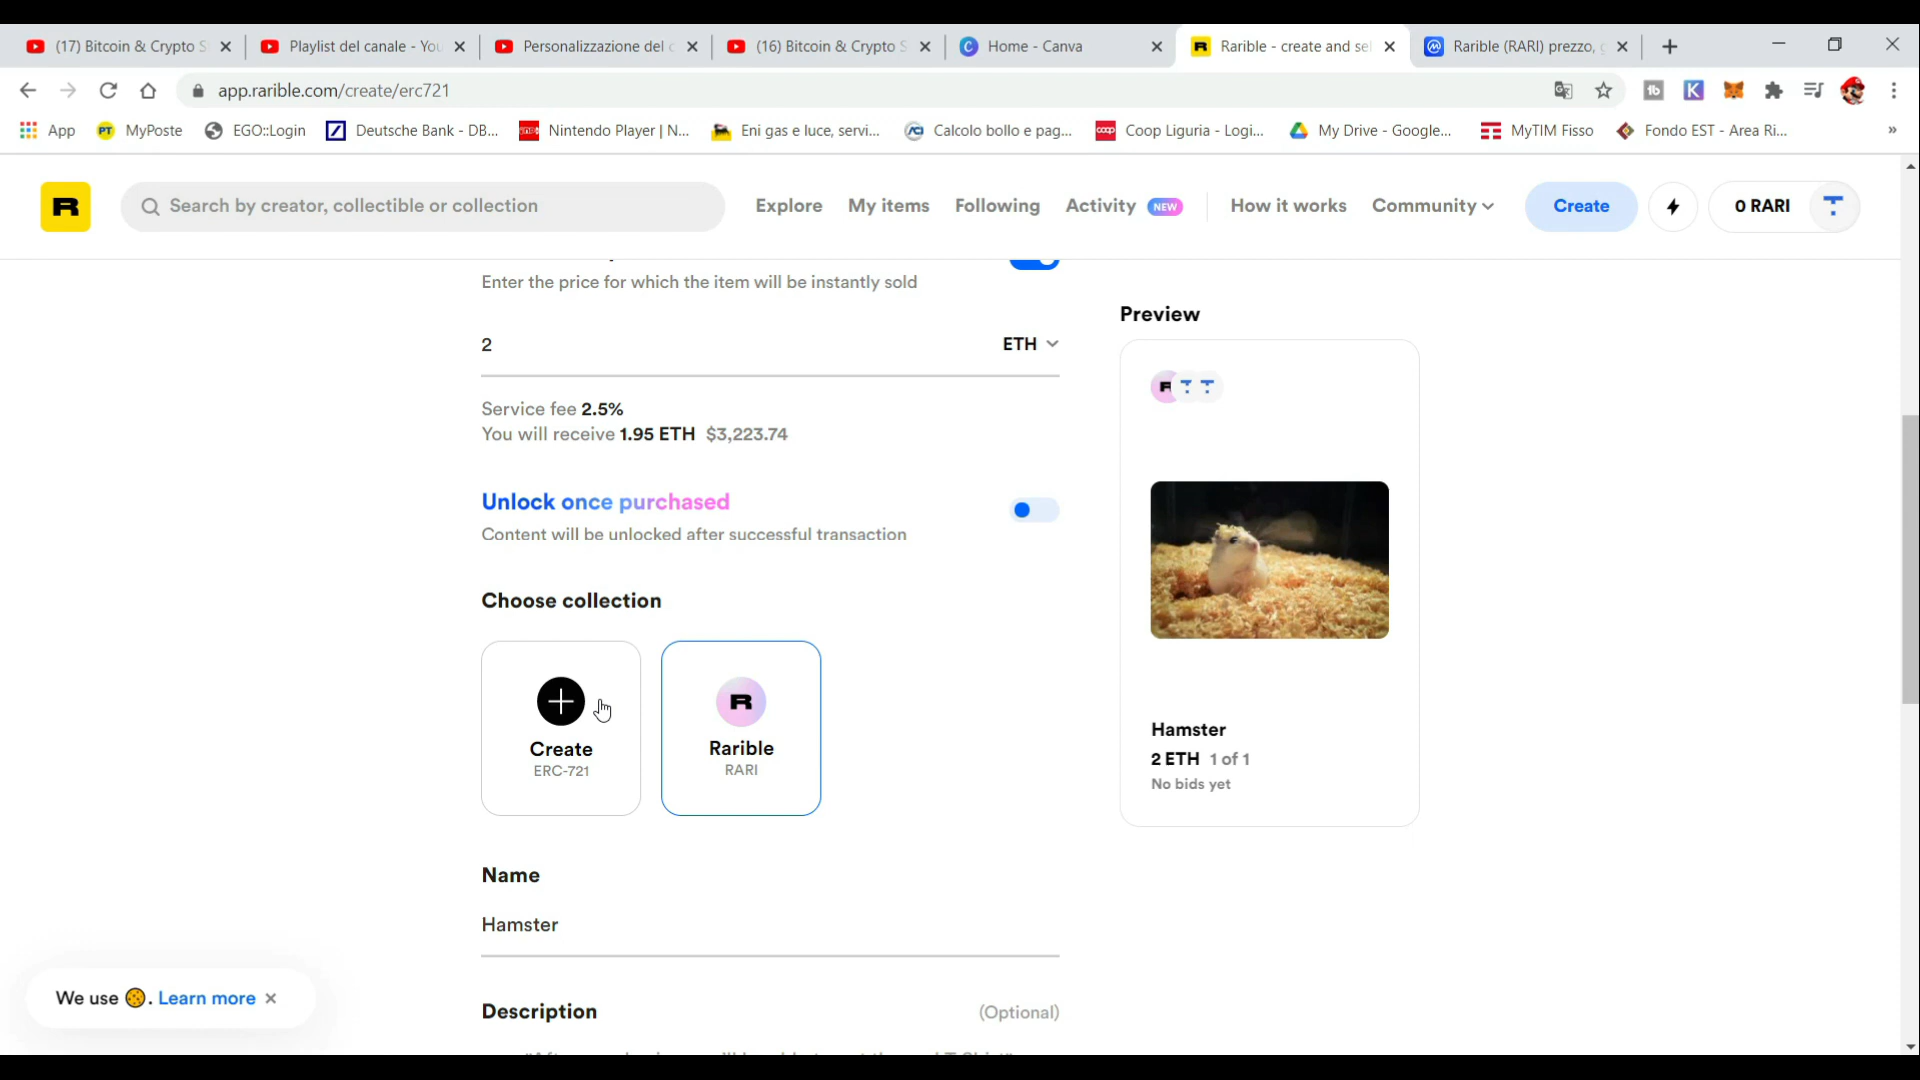 (17) Bitcoin & Crypto S
Playlist del canale - You
Personalizzazione del c
(16) Bitcoin & Crypto S
Home - Canva
Rarible - create and sel
Rarible (RARI) prezzo,
app.rarible.com/create/erc721
App
MyPoste
EGO::Login
Deutsche Bank - DB...
Nintendo Player | N...
Eni gas e luce, servi...
Calcolo bollo e pag...
Coop Liguria - Logi...
My Drive - Google...
MyTIM Fisso
Fondo EST - Area Ri...
»
R
Search by creator, collectible or collection
Explore
My items
Following
Activity NEW
How it works
Community
Create
0 RARI
Enter the price for which the item will be instantly sold
2
ETH
Service fee 2.5%
You will receive 1.95 ETH $3,223.74
Unlock once purchased
Content will be unlocked after successful transaction
Choose collection
Create
ERC-721
R
Rarible
RARI
Name
Hamster
Description
(Optional)
Preview
Hamster
2 ETH 1 of 1
No bids yet
We use 🍪. Learn more ×